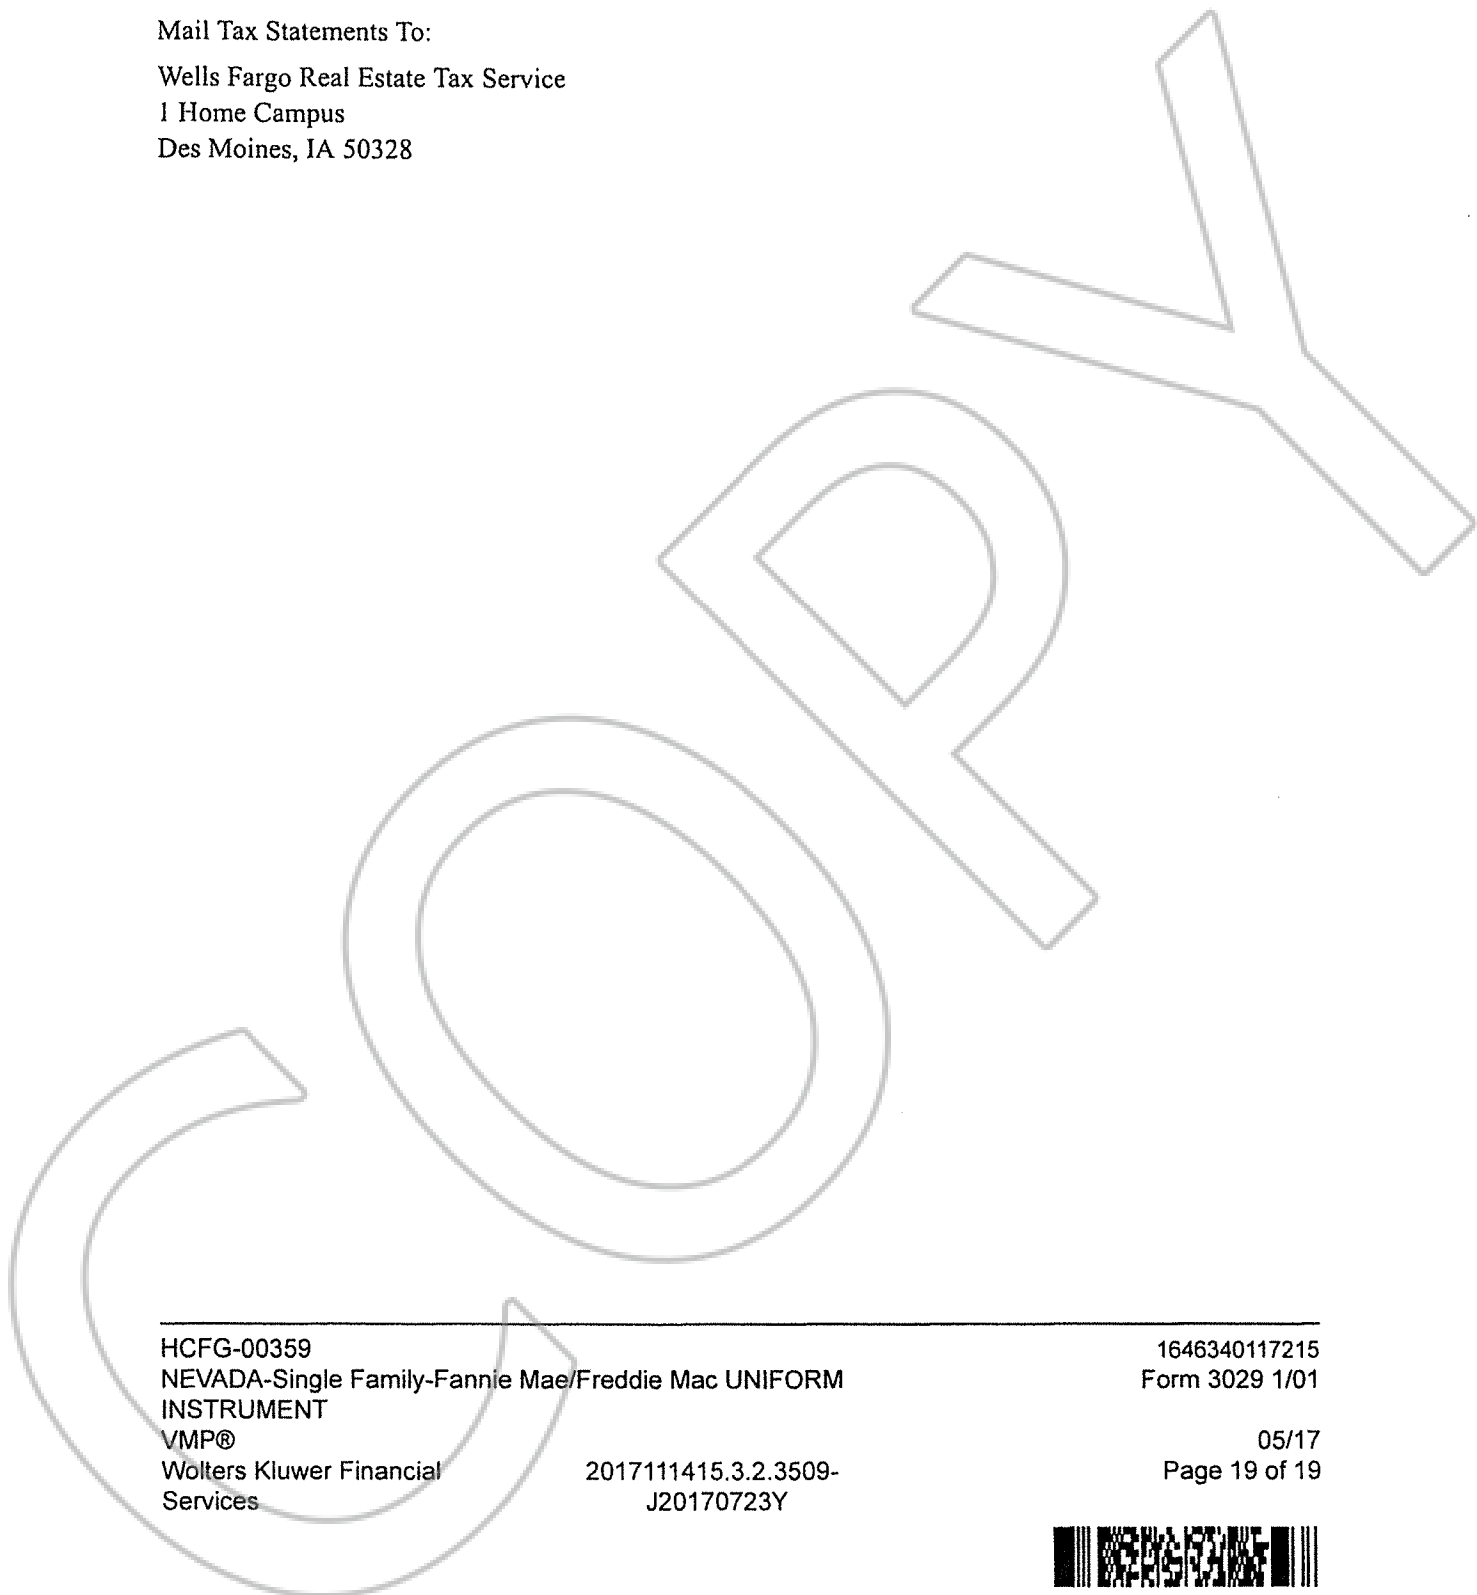 Mail Tax Statements To:
Wells Fargo Real Estate Tax Service
1 Home Campus
Des Moines, IA 50328
COPY
HCFG-00359 1646340117215
NEVADA-Single Family-Fannie Mae/Freddie Mac UNIFORM Form 3029 1/01
INSTRUMENT
VMP® 05/17
Wolters Kluwer Financial 2017111415.3.2.3509- Page 19 of 19
Services J20170723Y